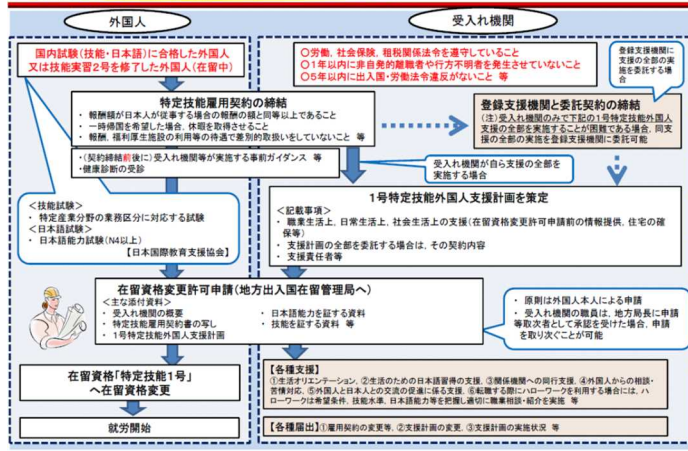 外国人
受入れ機関
国内試験(技能・日本語)に合格した外国人
又は技能実習2号を修了した外国人(在留中)
○労働、社会保険、租税関係法令を遵守していること
○1年以内に非自発的離職者や行方不明者を発生させていないこと
○5年以内に出入国・労働法令違反がないこと 等
登録支援機関に
支援の全部の実
施を委託する場
合
特定技能雇用契約の締結
・ 報酬額が日本人が従事する場合の報酬の額と同等以上であること
・ 一時帰国を希望した場合、休暇を取得させること
・ 報酬、福利厚生施設の利用等の待遇で差別的取扱いをしていないこと 等
登録支援機関と委託契約の締結
(注)受入れ機関のみで下記の1号特定技能外国人
支援の全部を実施することが困難である場合、同支
援の全部の実施を登録支援機関に委託可能
・(契約締結前後に)受入れ機関等が実施する事前ガイダンス 等
・健康診断の受診
受入れ機関が自ら支援の全部を
実施する場合
<技能試験>
・ 特定産業分野の業務区分に対応する試験
<日本語試験>
・ 日本語能力試験(N4以上)
【日本国際教育支援協会】
1号特定技能外国人支援計画を策定
<記載事項>
・ 職業生活上、日常生活上、社会生活上の支援(在留資格変更許可申請前の情報提供、住宅の確
保等)
・ 支援計画の全部を委託する場合は、その契約内容
・ 支援責任者等
在留資格変更許可申請(地方出入国在留管理局へ)
<主な添付資料>
・ 受入れ機関の概要
・ 特定技能雇用契約書の写し
・ 1号特定技能外国人支援計画
・ 日本語能力を証する資料
・ 技能を証する資料 等
・ 原則は外国人本人による申請
・ 受入れ機関の職員は、地方局長に申請
等取次者として承認を受けた場合、申請
を取り次ぐことが可能
在留資格「特定技能1号」
へ在留資格変更
【各種支援】
①生活オリエンテーション、②生活のための日本語習得の支援、③関係機関への同行支援、④外国人からの相談・
苦情対応、⑤外国人と日本人との交流の促進に係る支援、⑥転職する際にハローワークを利用する場合には、ハ
ローワークは希望条件、技能水準、日本語能力等を把握し適切に職業相談・紹介を実施 等
就労開始
【各種届出】①雇用契約の変更等、②支援計画の変更、③支援計画の実施状況 等